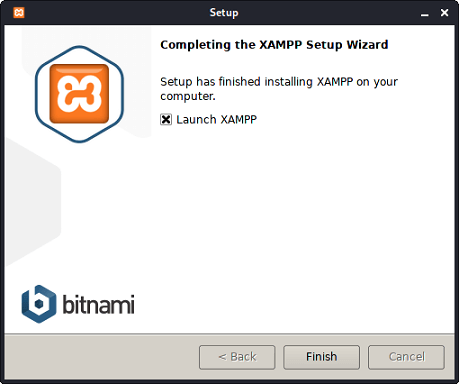 Setup
Completing the XAMPP Setup Wizard
Setup has finished installing XAMPP on your
computer.
Launch XAMPP
bitnami
< Back
Finish
Cancel